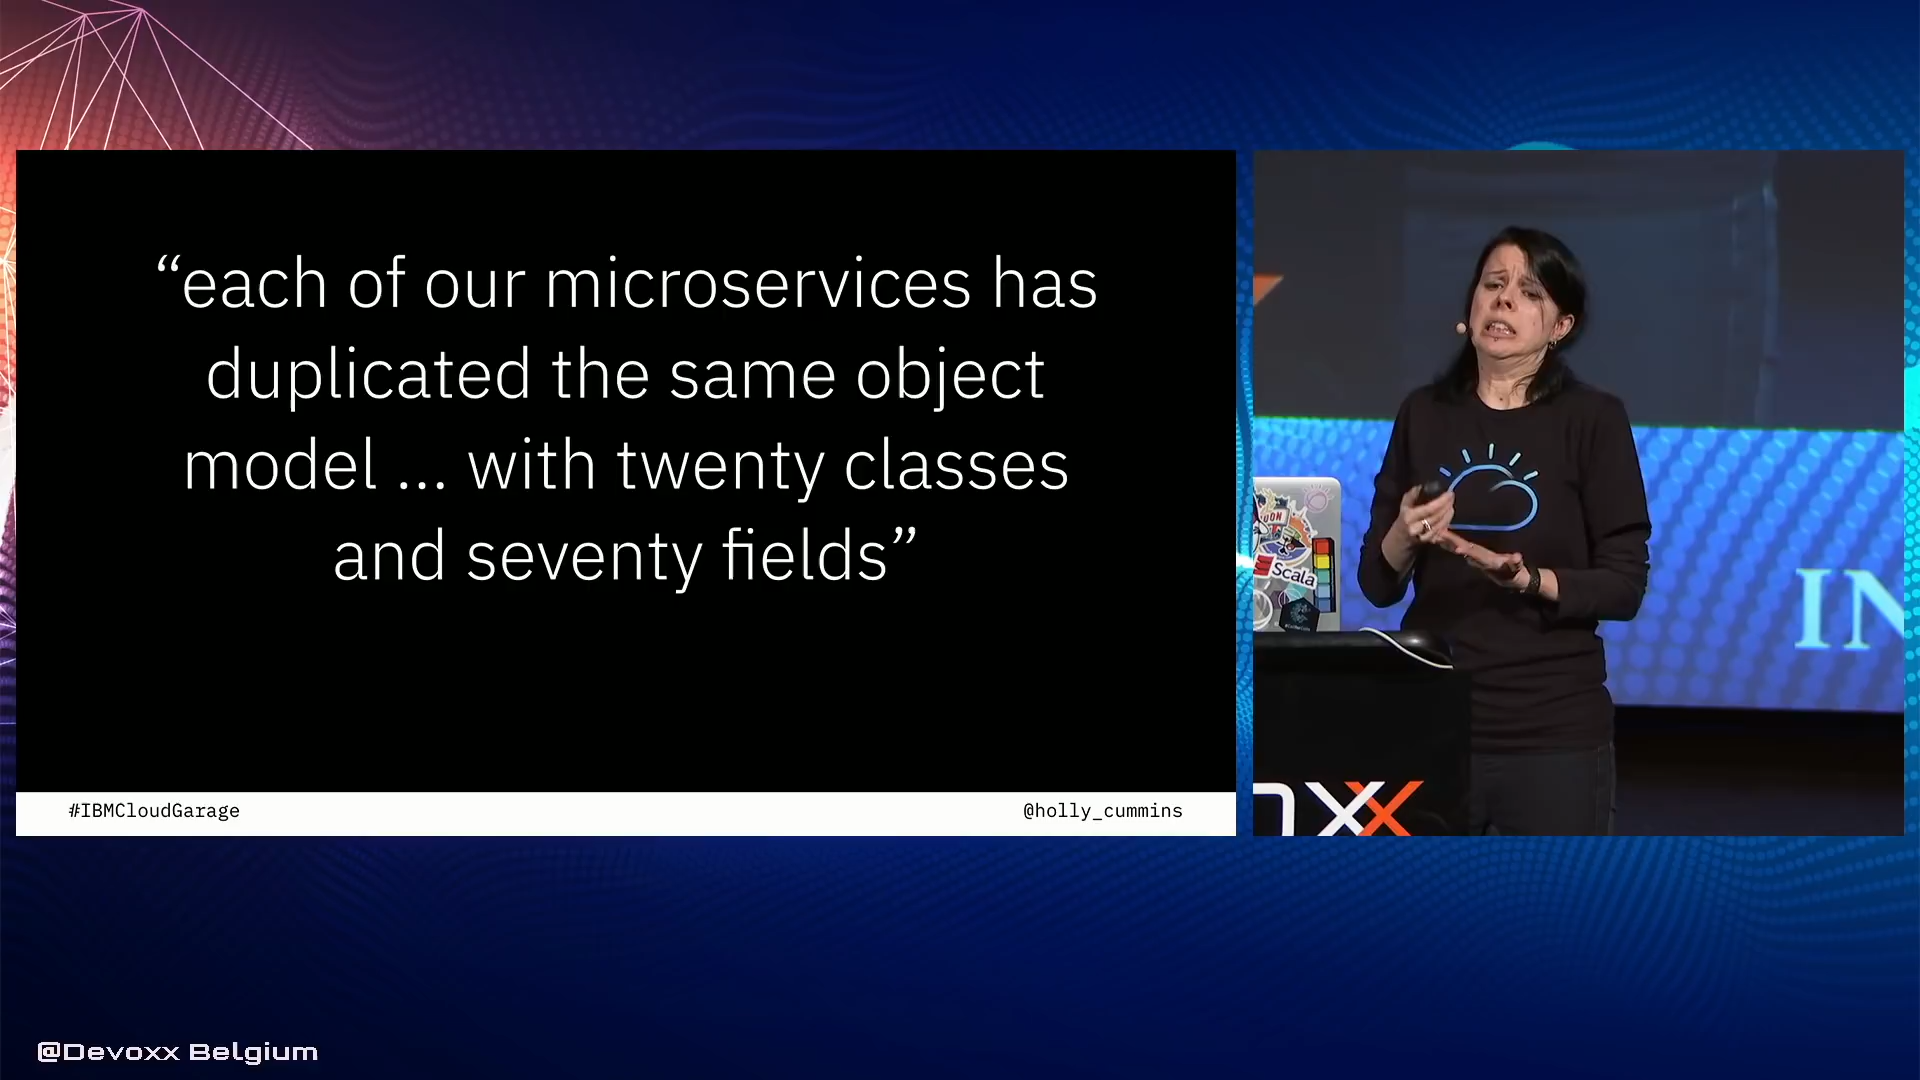 “each of our microservices has
duplicated the same object
model ... with twenty classes
and seventy fields”
#IBMCloudGarage
@holly_cummins
Scala
IN
@Devoxx Belgium